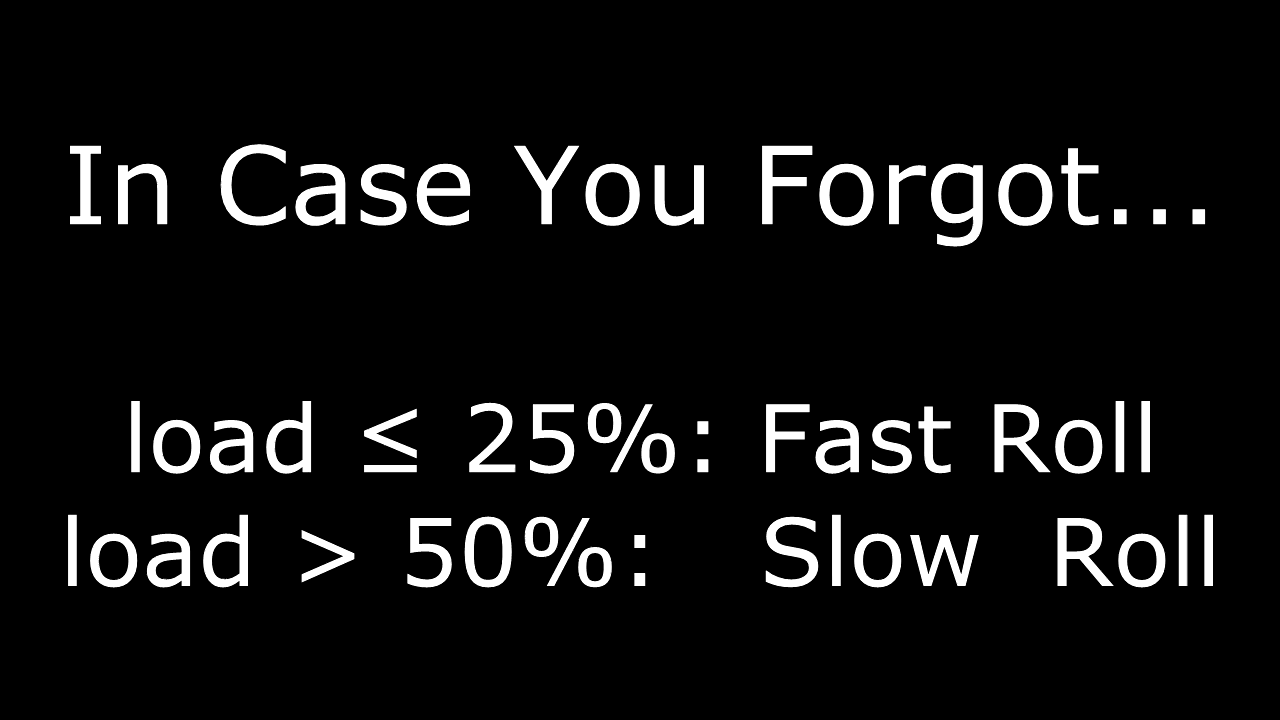 In Case You Forgot...
load ≤ 25%: Fast Roll
load > 50%: Slow Roll